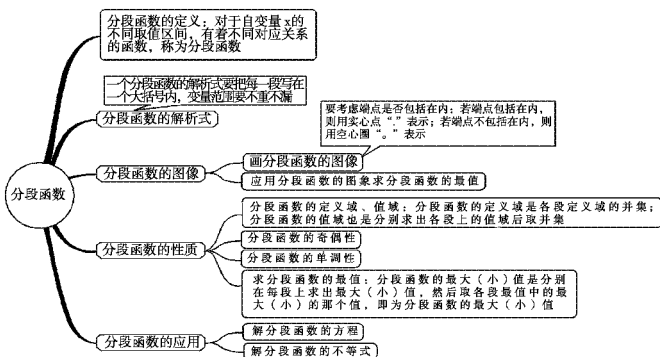 分段函数的定义：对于自变量x的
不同取值区间，有着不同对应关系
的函数，称为分段函数
一个分段函数的解析式要把每一段写在
一个大括号内，变量范围要不重不漏
分段函数的解析式
要考虑端点是否包括在内；若端点包括在内，
则用实心点“.”表示；若端点不包括在内，则
用空心圈“。”表示
画分段函数的图像
分段函数的图像
应用分段函数的图象求分段函数的最值
分段函数
分段函数的定义域、值域：分段函数的定义域是各段定义域的并集；
分段函数的值域也是分别求出各段上的值域后取并集
分段函数的奇偶性
分段函数的性质
分段函数的单调性
求分段函数的最值：分段函数的最大（小）值是分别
在每段上求出最大（小）值，然后取各段最值中的最
大（小）的那个值，即为分段函数的最大（小）值
解分段函数的方程
分段函数的应用
解分段函数的不等式